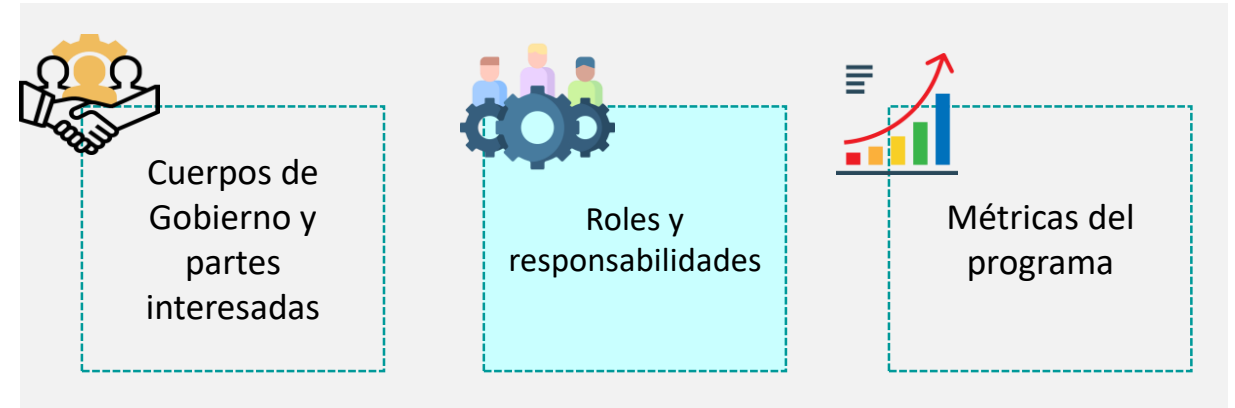 Cuerpos de
Gobierno y
partes
interesadas
Roles y
responsabilidades
Métricas del
programa